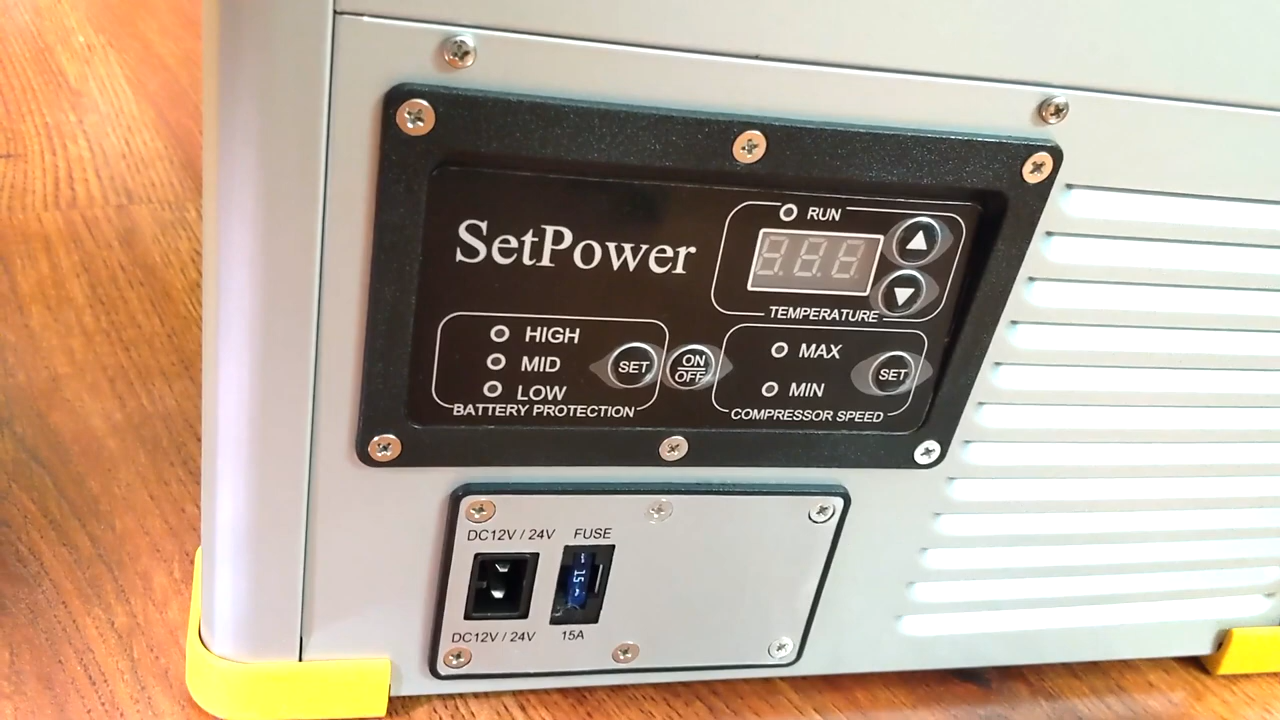 SetPower
RUN
TEMPERATURE
HIGH
MID
LOW
SET
BATTERY PROTECTION
ON
OFF
MAX
MIN
SET
COMPRESSOR SPEED
DC12V / 24V
FUSE
15
DC12V / 24V
15A